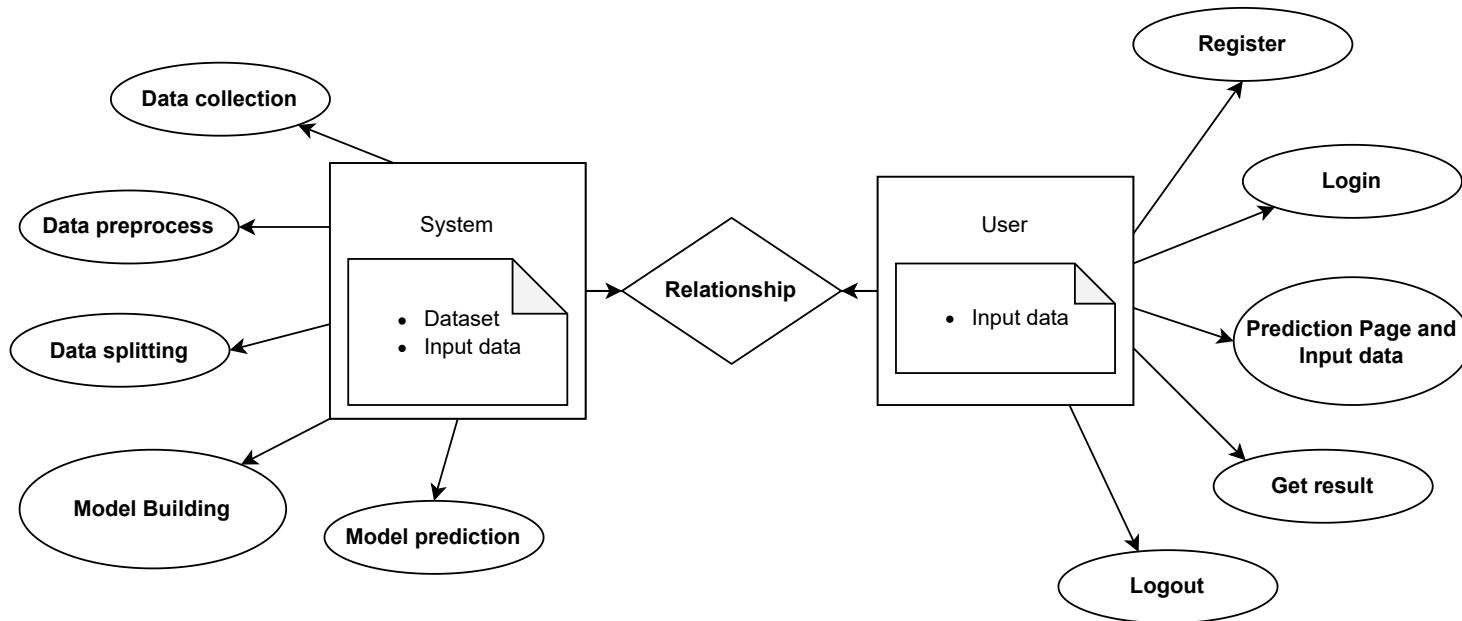 Register
Data collection
Login
Data preprocess
System
User
Relationship
• Dataset
• Input data
• Input data
Prediction Page and
Input data
Data splitting
Get result
Model Building
Model prediction
Logout